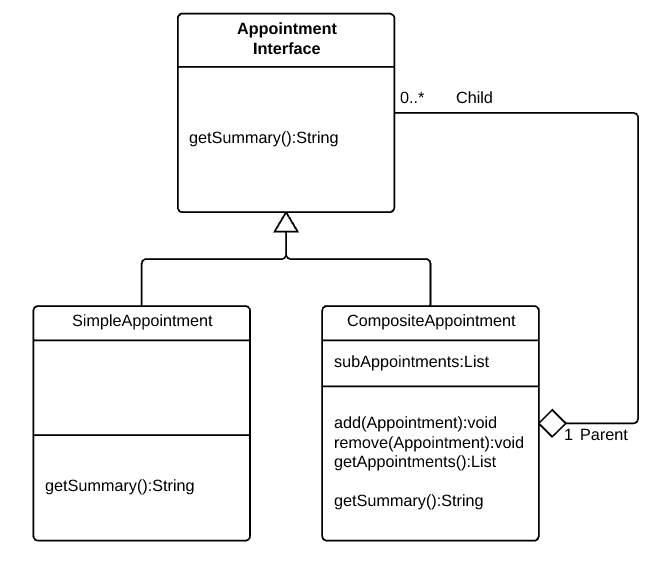 Appointment
Interface
getSummary():String
0..* Child
SimpleAppointment
getSummary():String
CompositeAppointment
subAppointments:List
add(Appointment):void
remove(Appointment):void
getAppointments():List
getSummary():String
1 Parent